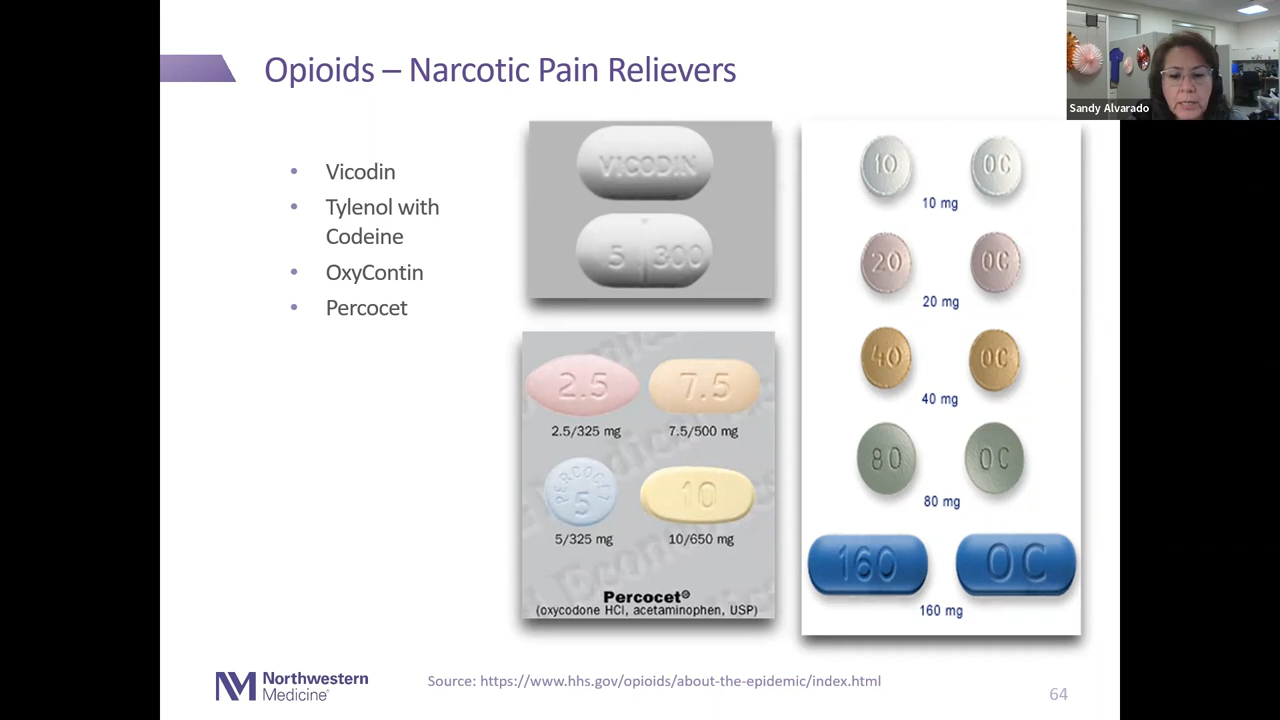 Opioids – Narcotic Pain Relievers
Sandy Alvarado
• Vicodin
• Tylenol with
Codeine
• OxyContin
• Percocet
VICODIN
5 300
2.5
7.5
2.5/325 mg
7.5/500 mg
PERCOCET
5
10
5/325 mg
10/650 mg
Percocet®
(oxycodone HCl, acetaminophen, USP)
10
OC
10 mg
20
OC
20 mg
40
OC
40 mg
80
OC
80 mg
160
OC
160 mg
NM Northwestern
Medicine®
Source: https://www.hhs.gov/opioids/about-the-epidemic/index.html
64